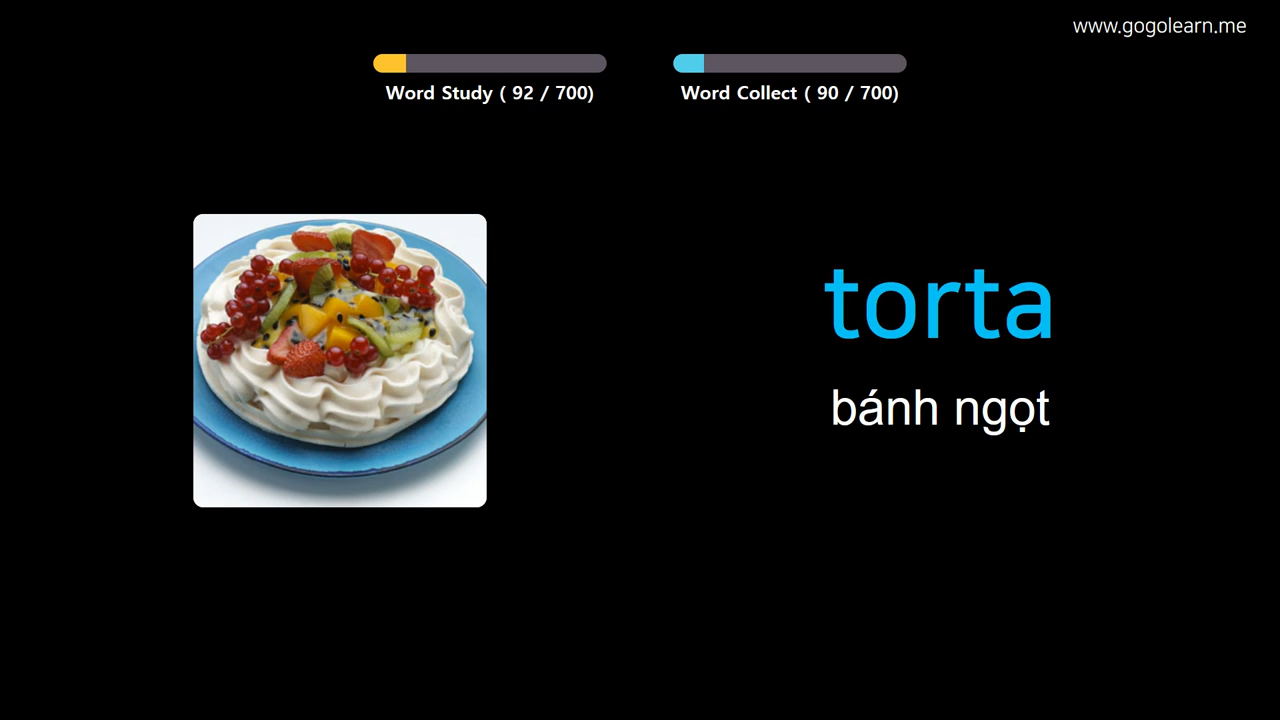 www.gogolearn.me
Word Study ( 92 / 700)
Word Collect ( 90 / 700)
torta
bánh ngọt